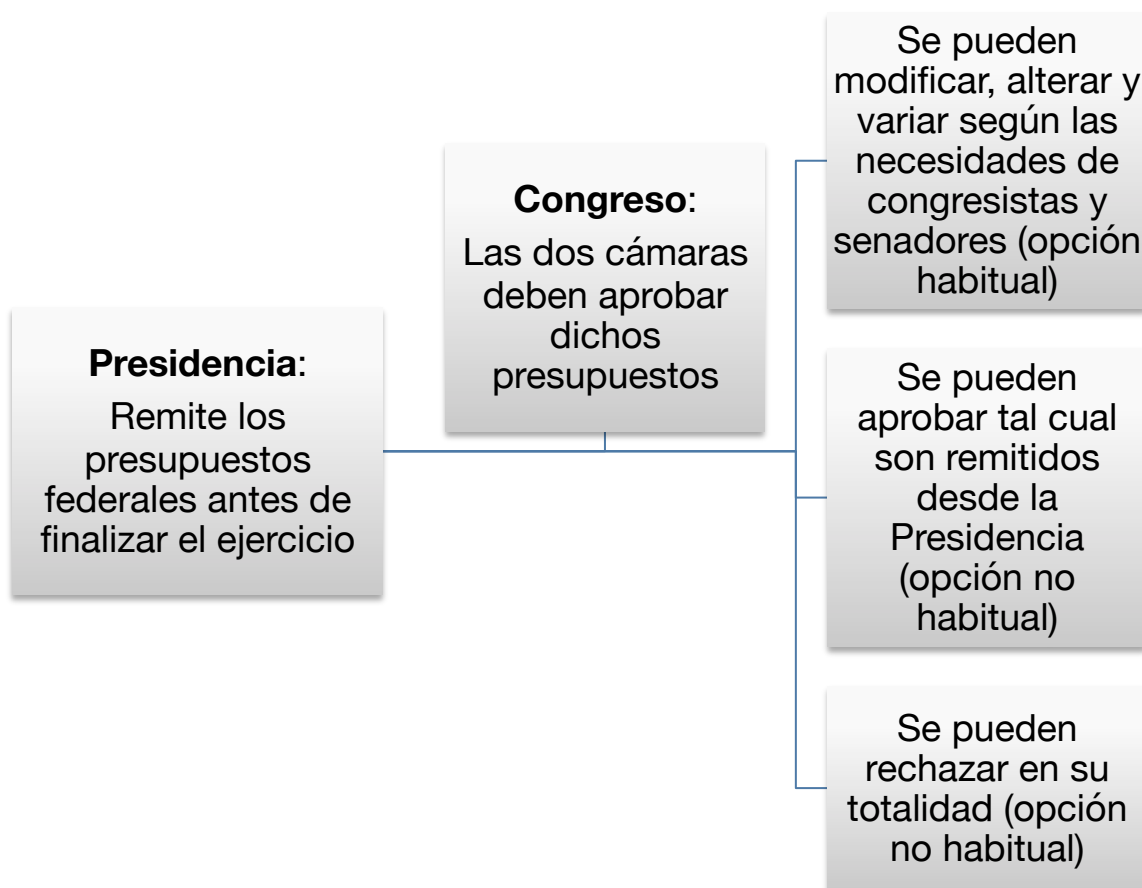 Presidencia:
Remite los
presupuestos
federales antes de
finalizar el ejercicio
Congreso:
Las dos cámaras
deben aprobar
dichos
presupuestos
Se pueden
modificar, alterar y
variar según las
necesidades de
congresistas y
senadores (opción
habitual)
Se pueden
aprobar tal cual
son remitidos
desde la
Presidencia
(opción no
habitual)
Se pueden
rechazar en su
totalidad (opción
no habitual)